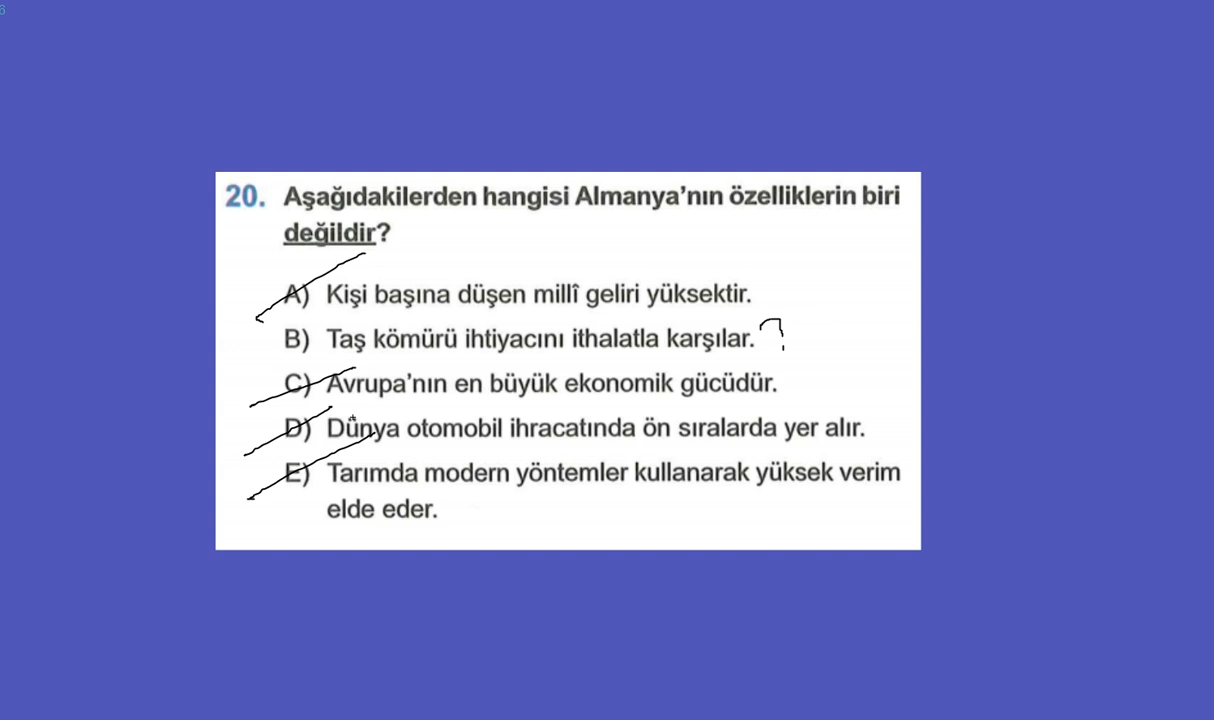 6
20. Aşağıdakilerden hangisi Almanya'nın özelliklerin biri
değildir?
A) Kişi başına düşen millî geliri yüksektir.
B) Taş kömürü ihtiyacını ithalatla karşılar. ?
C) Avrupa'nın en büyük ekonomik gücüdür.
D) Dünya otomobil ihracatında ön sıralarda yer alır.
E) Tarımda modern yöntemler kullanarak yüksek verim
elde eder.